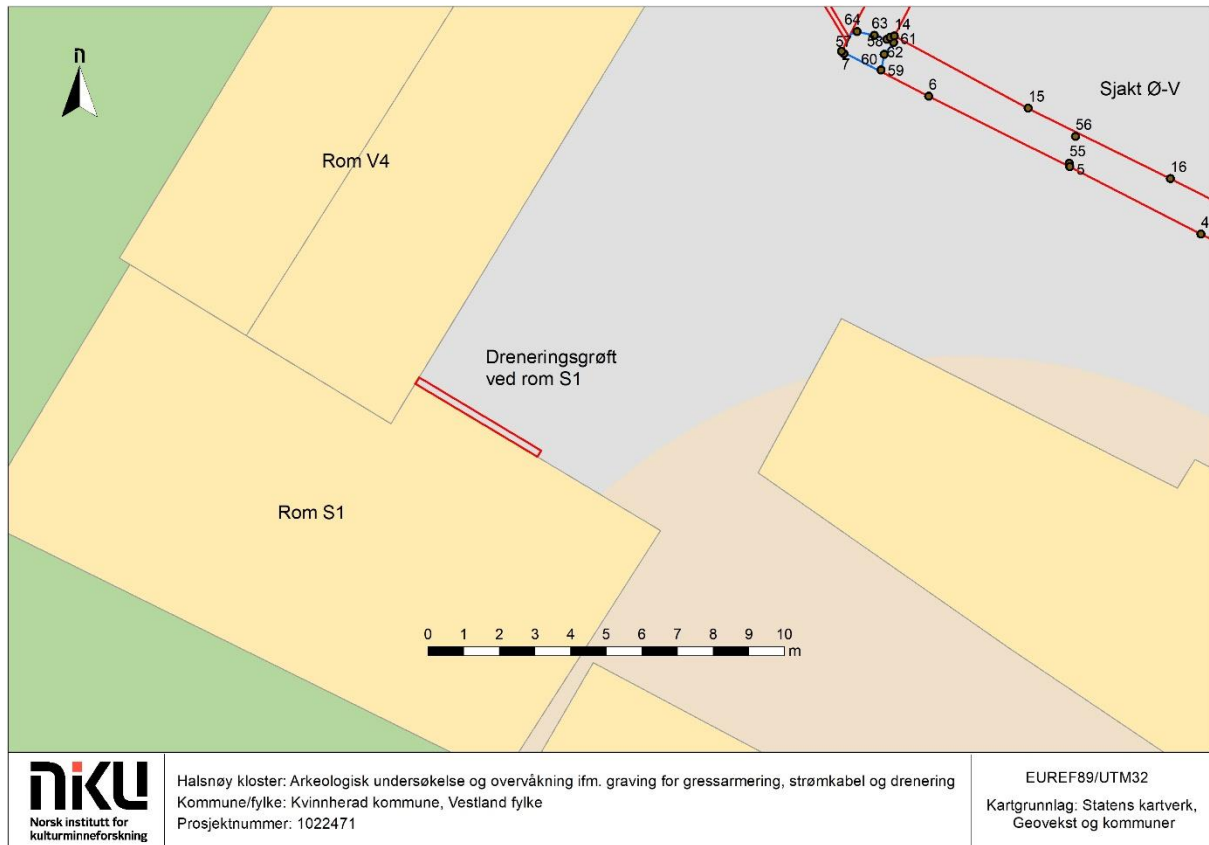 n
64
63
14
58
61
57
62
7
60
59
6
15
Sjakt Ø-V
56
55
5
16
4
Rom V4
Dreneringsgrøft
ved rom S1
Rom S1
0 1 2 3 4 5 6 7 8 9 10
m
NIKU
Norsk institutt for
kulturminneforskning
Halsnøy kloster: Arkeologisk undersøkelse og overvåkning ifm. graving for gressarmering, strømkabel og drenering
Kommune/fylke: Kvinnherad kommune, Vestland fylke
Prosjektnummer: 1022471
EUREF89/UTM32
Kartgrunnlag: Statens kartverk,
Geovekst og kommuner